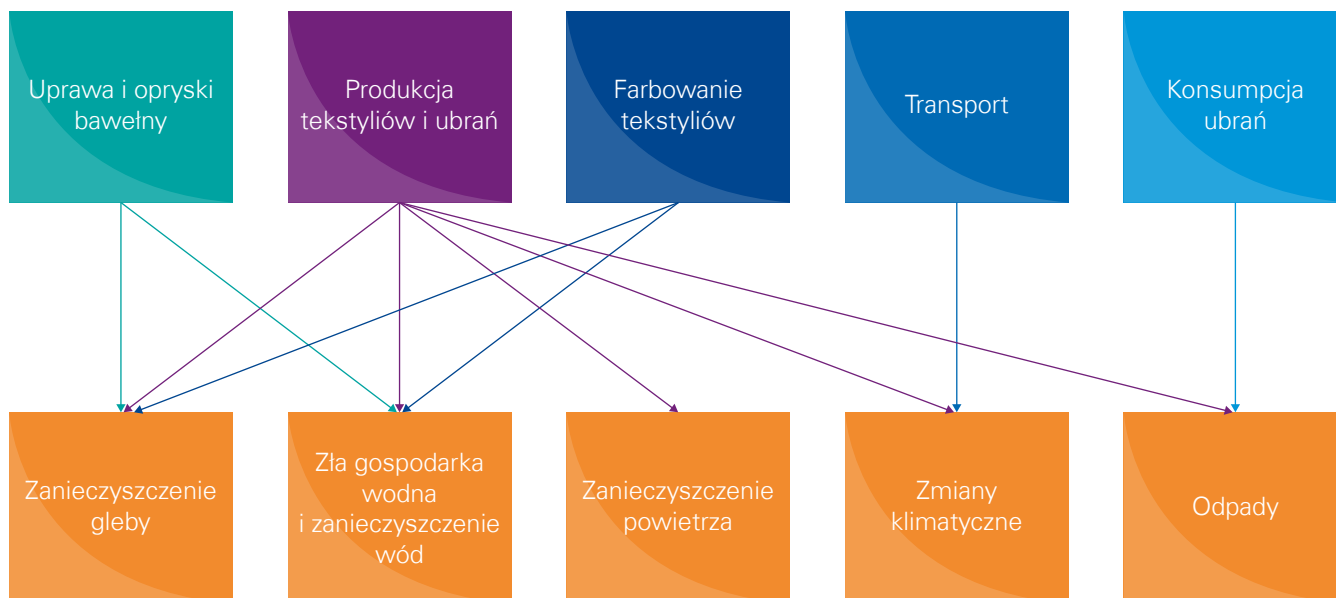 Uprawa i opryski
bawełny
Produkcja
tekstyliów i ubrań
Farbowanie
tekstyliów
Transport
Konsumpcja
ubrań
Zanieczyszczenie
gleby
Zła gospodarka
wodna
i zanieczyszczenie
wód
Zanieczyszczenie
powietrza
Zmiany
klimatyczne
Odpady